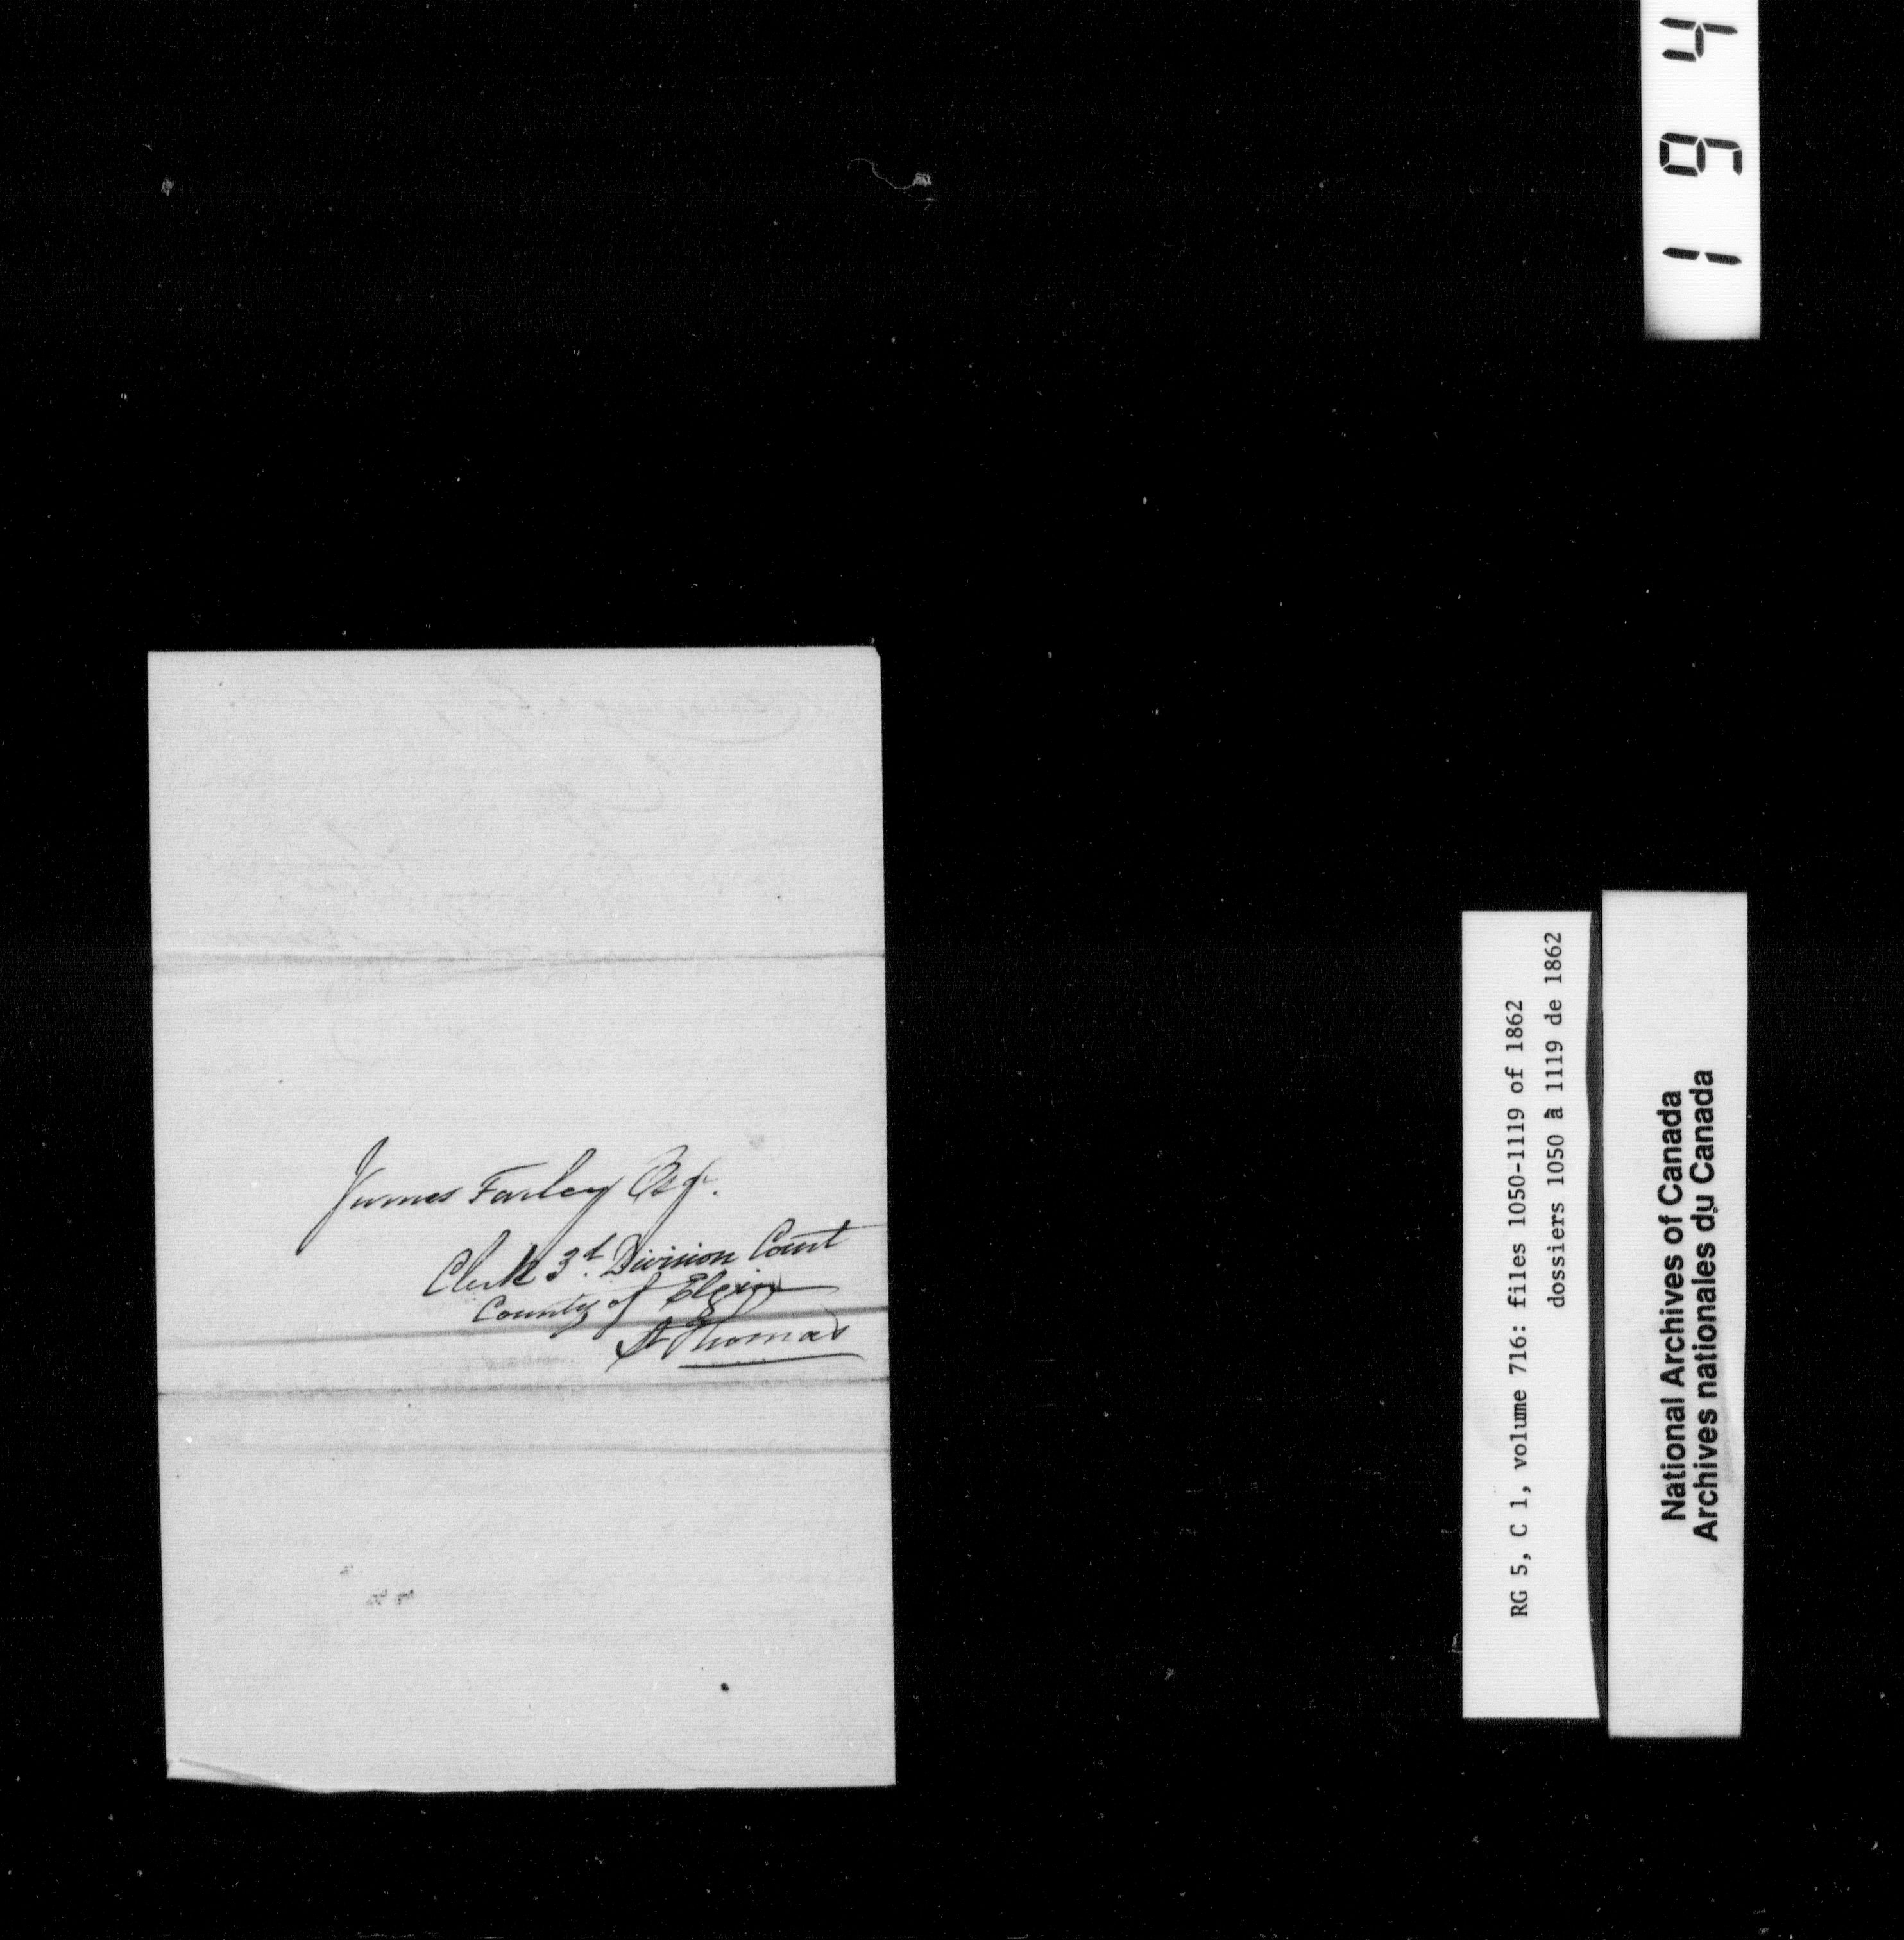 James Farley Esqr.
Clerk 3d. Division Court
County of Elgin
St Thomas
RG 5, C 1, volume 716: files 1050-1119 of 1862
dossiers 1050 à 1119 de 1862
National Archives of Canada
Archives nationales du Canada
194